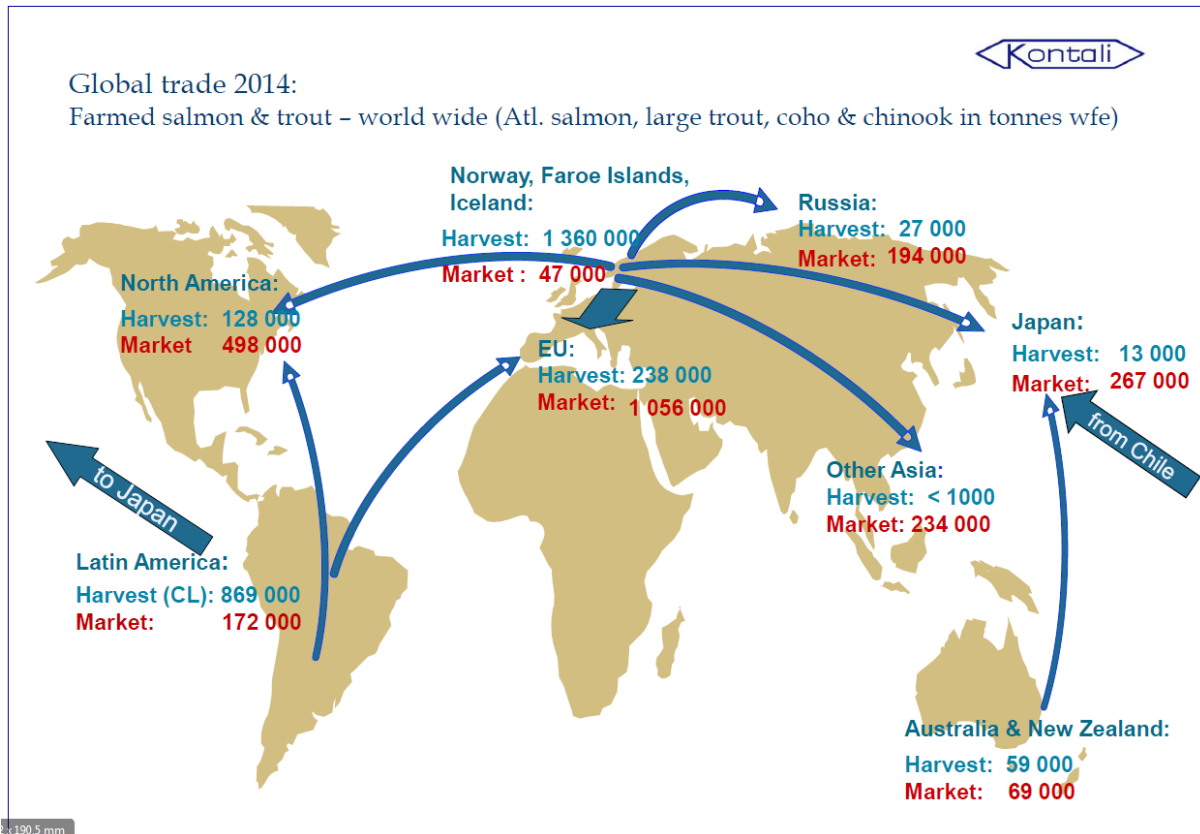 Kontali
Global trade 2014:
Farmed salmon & trout – world wide (Atl. salmon, large trout, coho & chinook in tonnes wfe)
Norway, Faroe Islands,
Iceland:
Harvest: 1 360 000
Market : 47 000
Russia:
Harvest: 27 000
Market: 194 000
North America:
Harvest: 128 000
Market 498 000
EU:
Harvest: 238 000
Market: 1 056 000
Japan:
Harvest: 13 000
Market: 267 000
from Chile
Other Asia:
Harvest: < 1000
Market: 234 000
to Japan
Latin America:
Harvest (CL): 869 000
Market: 172 000
Australia & New Zealand:
Harvest: 59 000
Market: 69 000
x 190.5 mm